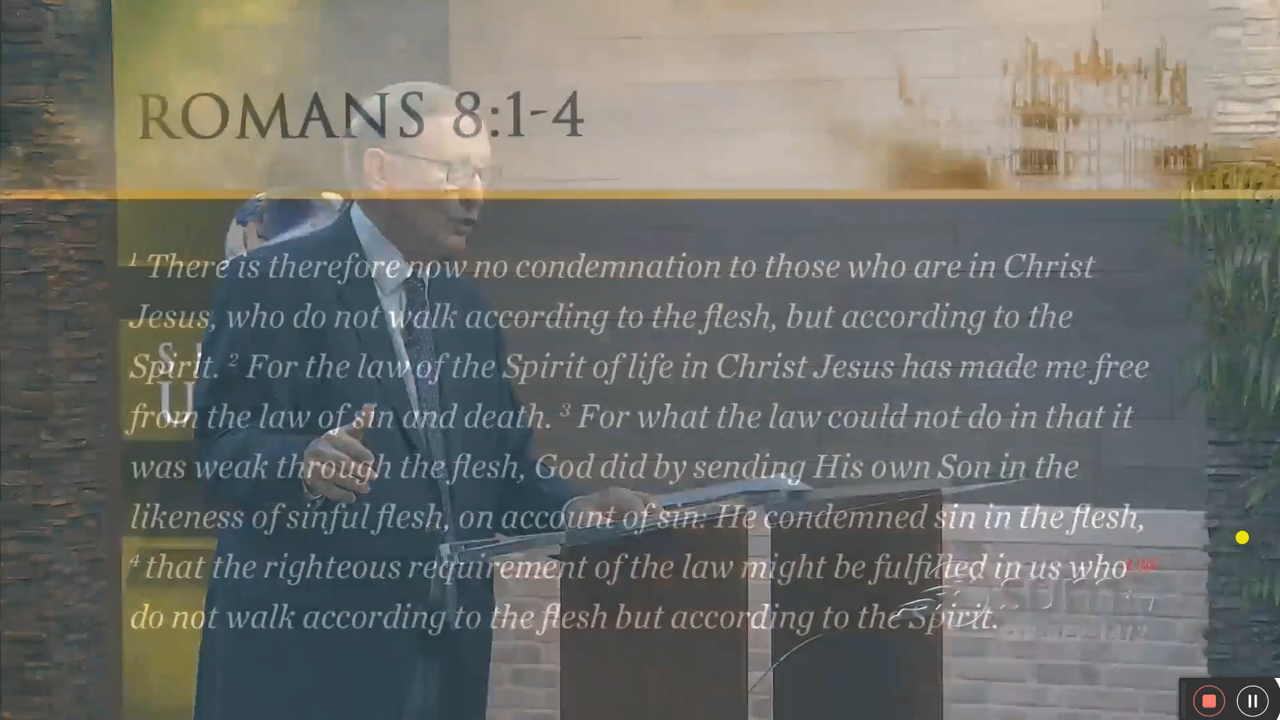 ROMANS 8:1-4
¹ There is therefore now no condemnation to those who are in Christ
Jesus, who do not walk according to the flesh, but according to the
Spirit. ² For the law of the Spirit of life in Christ Jesus has made me free
from the law of sin and death. ³ For what the law could not do in that it
was weak through the flesh, God did by sending His own Son in the
likeness of sinful flesh, on account of sin: He condemned sin in the flesh,
⁴ that the righteous requirement of the law might be fulfilled in us who
do not walk according to the flesh but according to the Spirit.